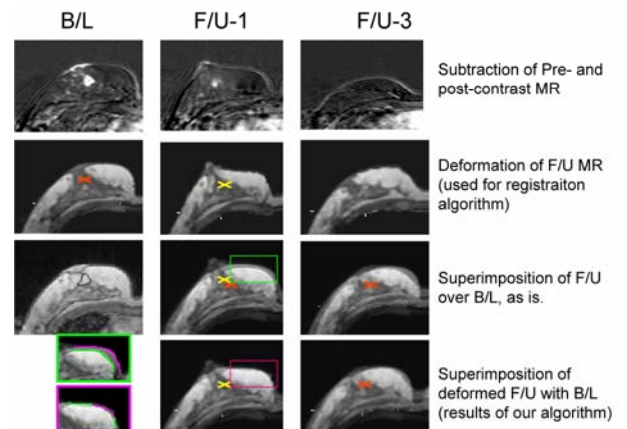 B/L F/U-1 F/U-3
Subtraction of Pre- and
post-contrast MR
Deformation of F/U MR
(used for registraiton
algorithm)
Superimposition of F/U
over B/L, as is.
Superimposition of
deformed F/U with B/L
(results of our algorithm)